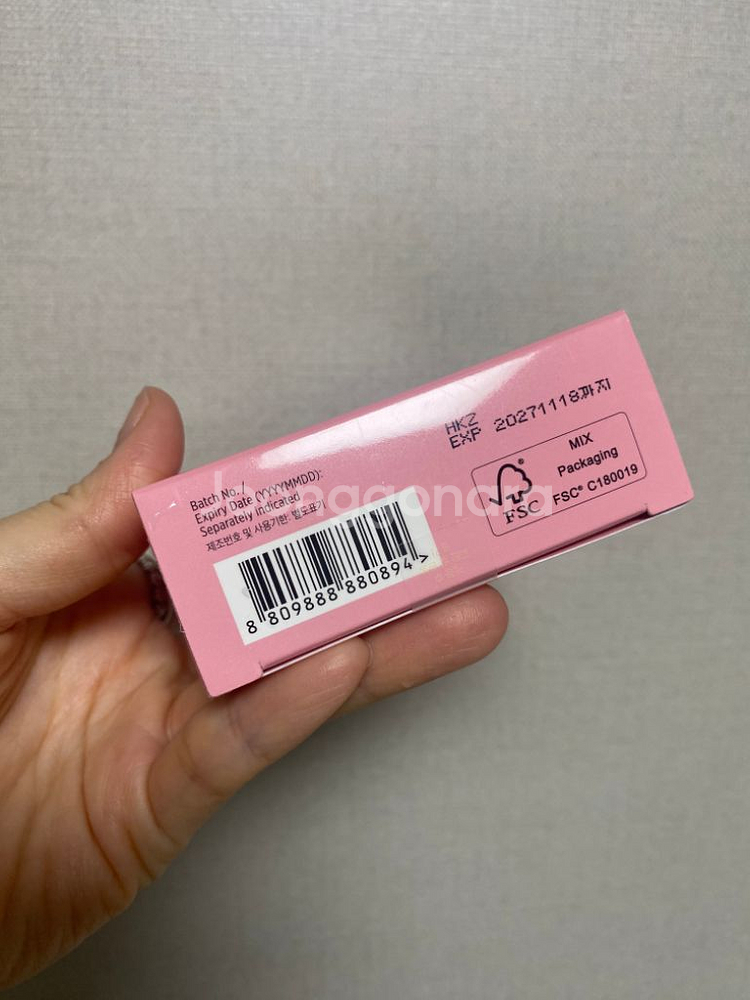 HKZ
EXP 20271118까지
Batch No.
Expiry Date (YYYYMMDD):
Separately indicated
제조번호 및 사용기한: 별도표기
MIX
Packaging
FSC® C180019
FSC
®
8 809888 880894 >
joonggonara